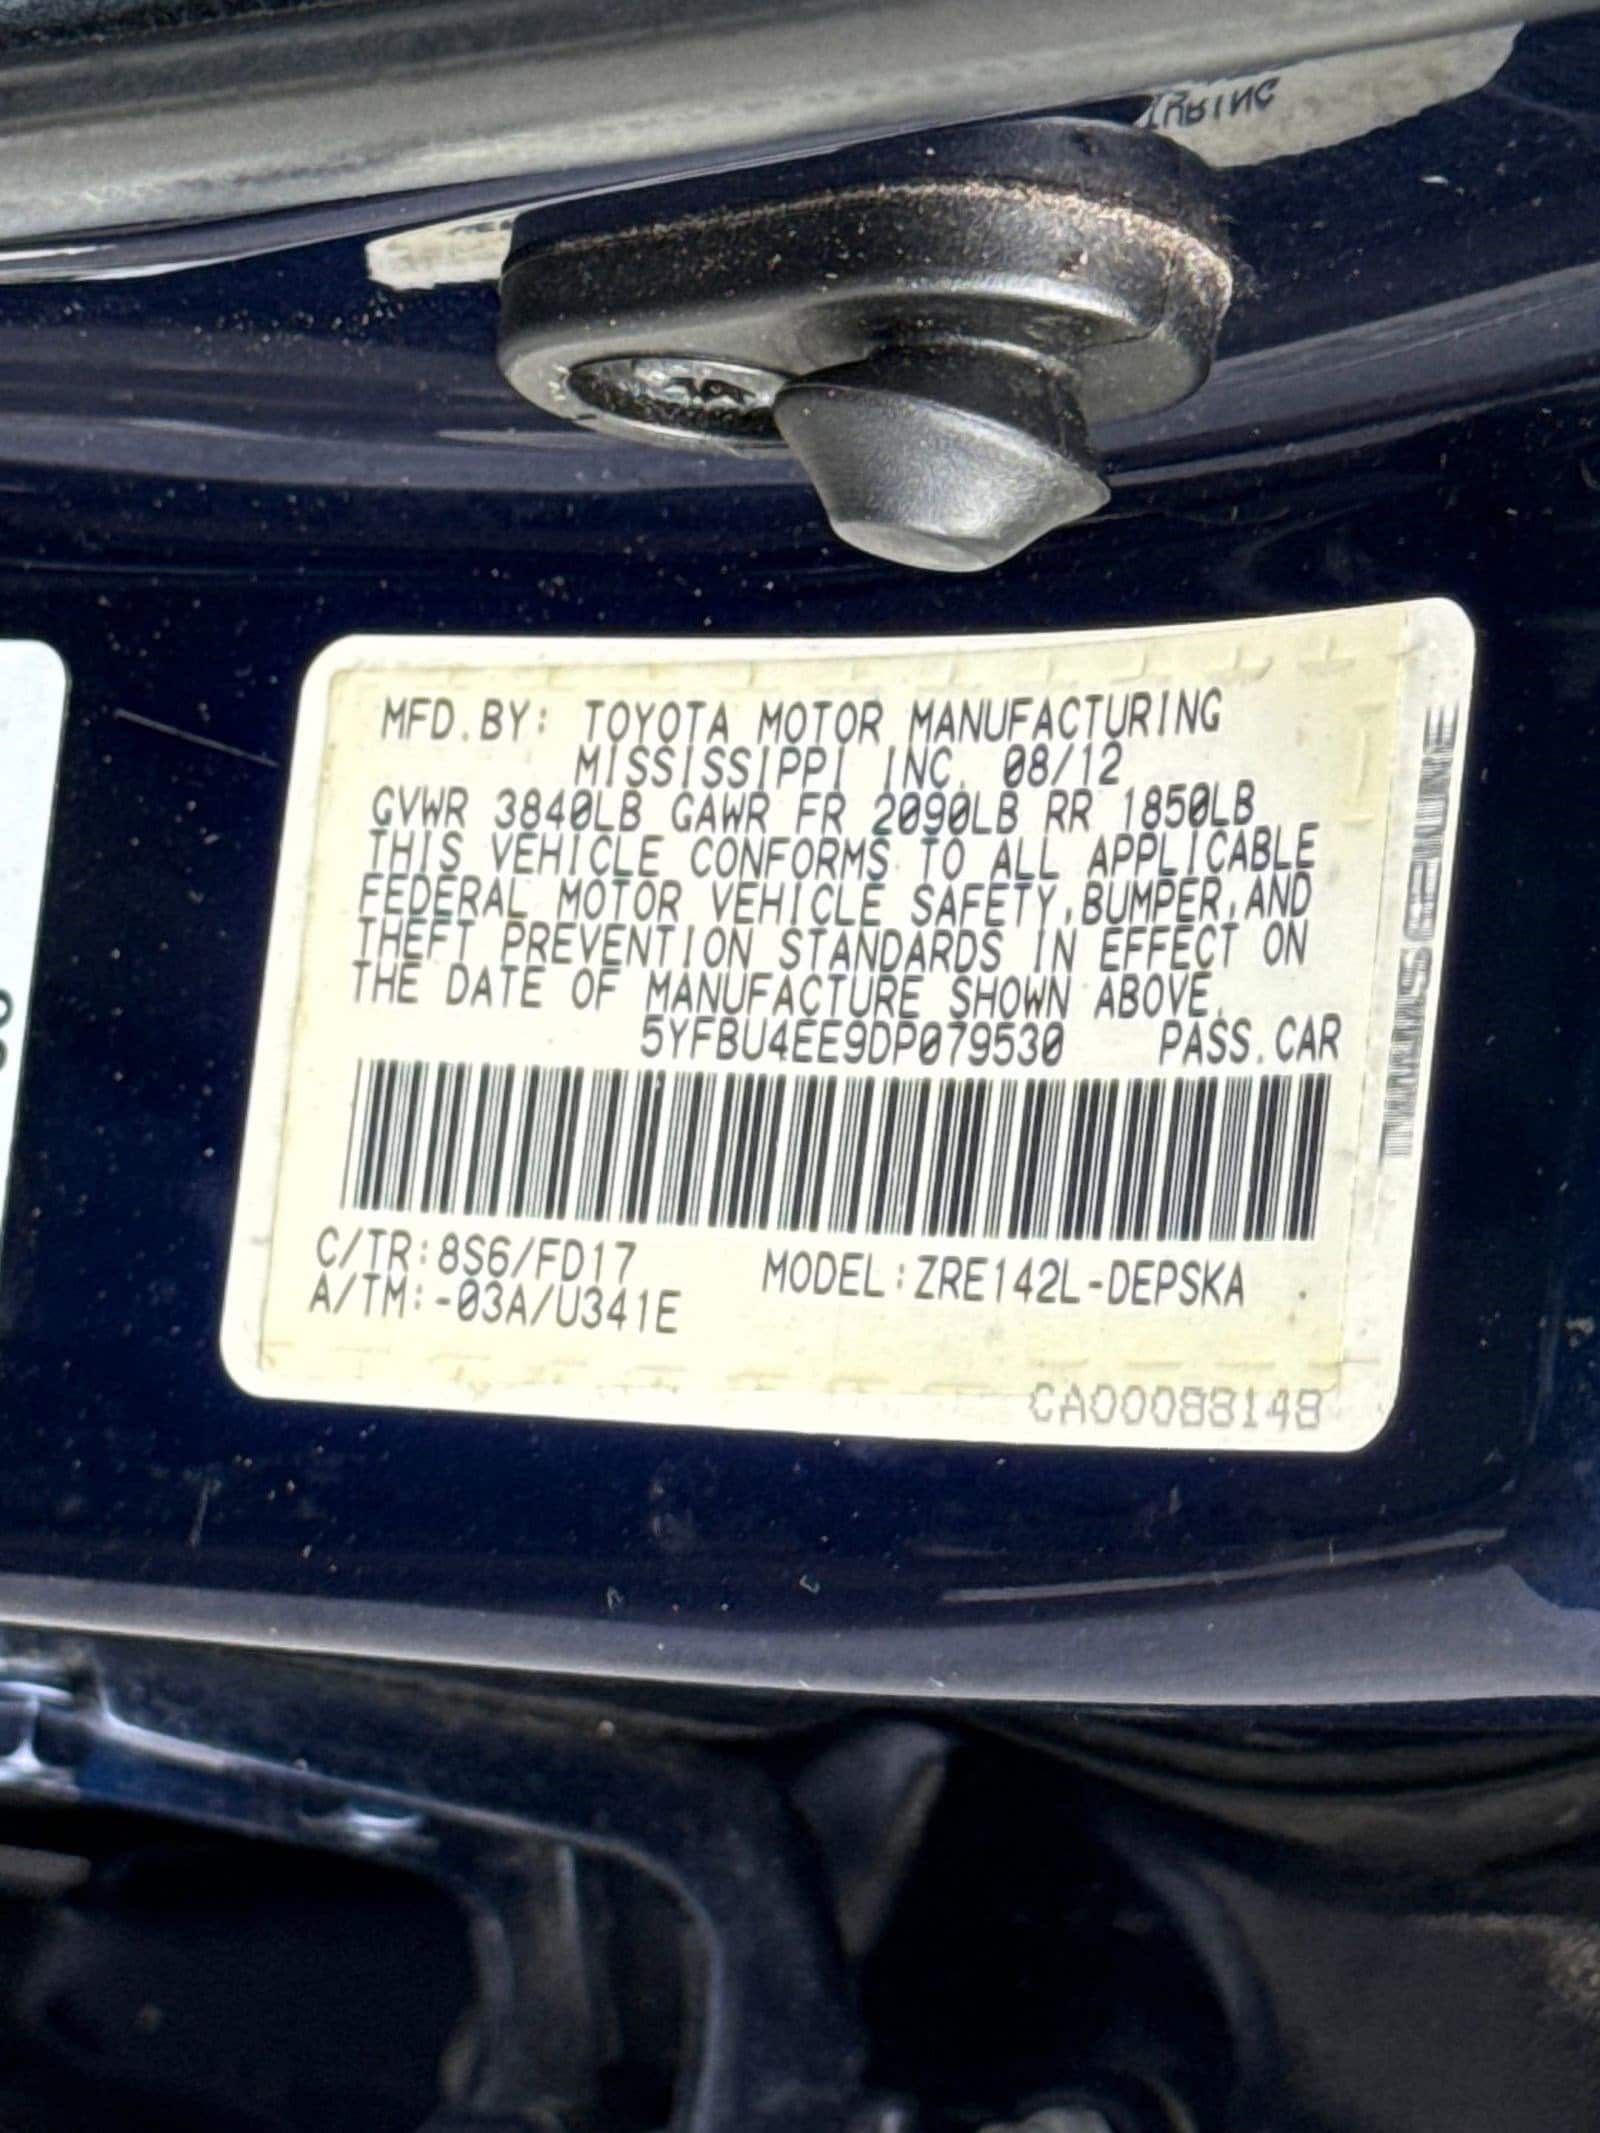 MFD.BY: TOYOTA MOTOR MANUFACTURING
MISSISSIPPI INC. 08/12
GVWR 3840LB GAWR FR 2090LB RR 1850LB
THIS VEHICLE CONFORMS TO ALL APPLICABLE
FEDERAL MOTOR VEHICLE SAFETY,BUMPER,AND
THEFT PREVENTION STANDARDS IN EFFECT ON
THE DATE OF MANUFACTURE SHOWN ABOVE.
5YFBU4EE9DP079530 PASS.CAR
C/TR:8S6/FD17 MODEL:ZRE142L-DEPSKA
A/TM:-03A/U341E
CA00088148